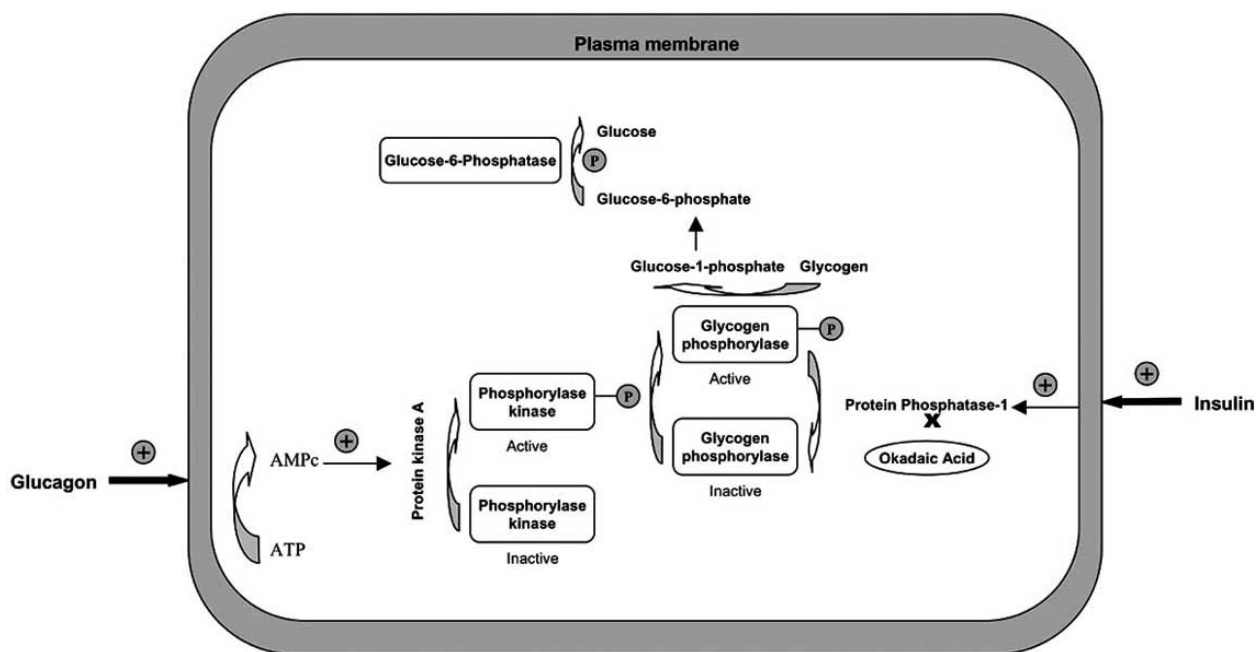 Plasma membrane
Glucose
Glucose-6-Phosphatase
P
Glucose-6-phosphate
Glucose-1-phosphate Glycogen
Glycogen
phosphorylase
P
Active
Phosphorylase
kinase
P
Active
Protein kinase A
Glycogen
phosphorylase
Inactive
Protein Phosphatase-1
+
+
Insulin
X
Okadaic Acid
Glucagon
+
AMPc
+
ATP
Phosphorylase
kinase
Inactive